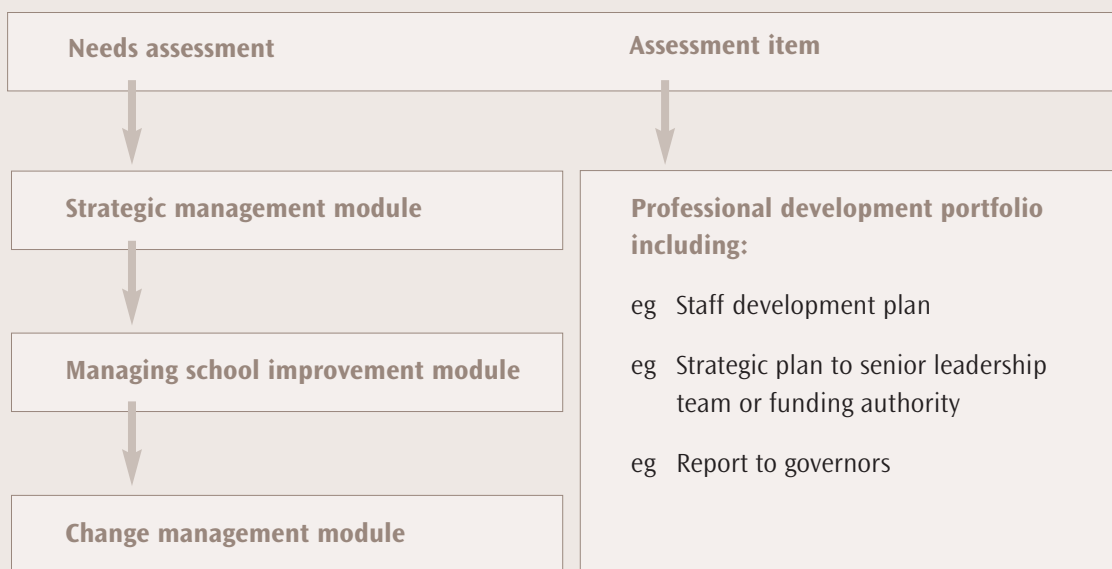 Needs assessment
Assessment item
Strategic management module
Managing school improvement module
Change management module
Professional development portfolio
including:
eg Staff development plan
eg Strategic plan to senior leadership
team or funding authority
eg Report to governors